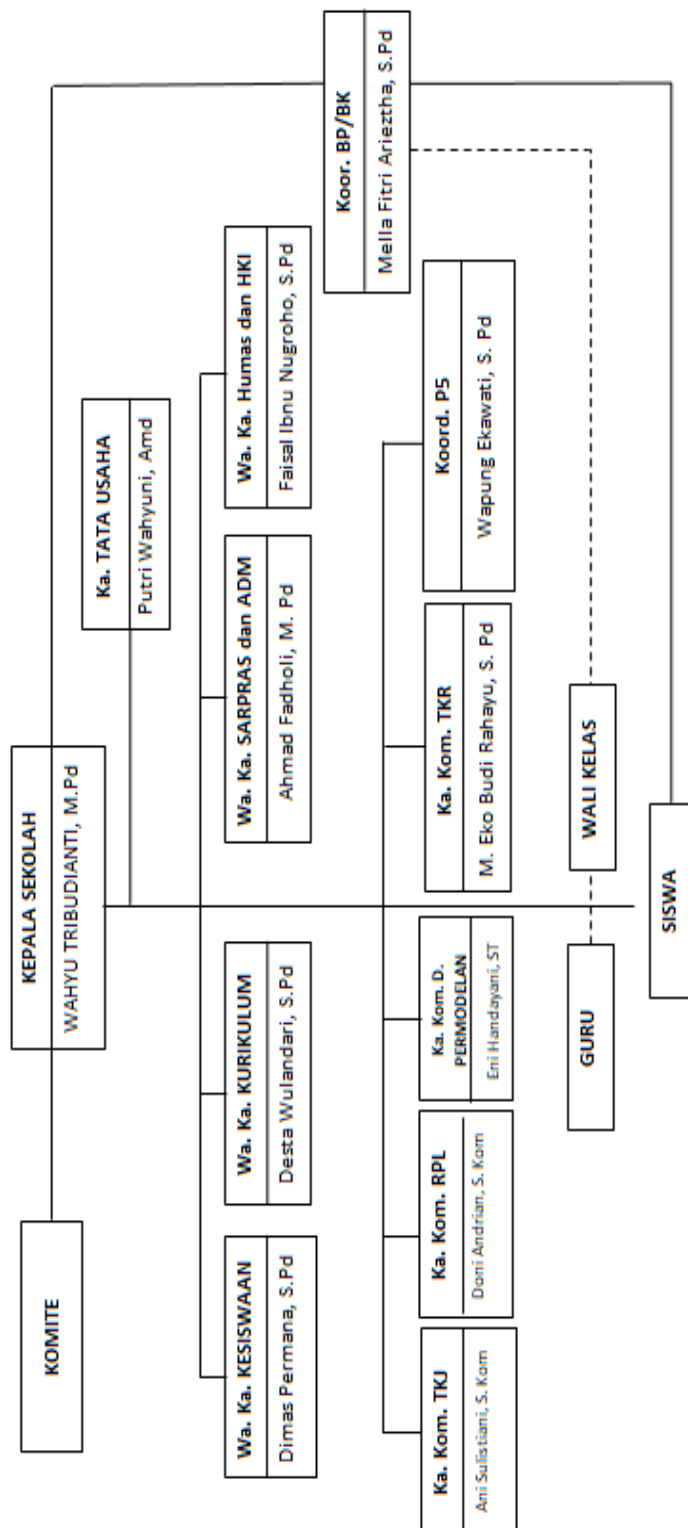 KOMITE
KEPALA SEKOLAH
WAHYU TRIBUDIANTI, M.Pd
Ka. TATA USAHA
Putri Wahyuni, Amd
Wa. Ka. KESISWAAN
Dimas Permana, S.Pd
Wa. Ka. KURIKULUM
Desta Wulandari, S.Pd
Wa. Ka. SARPRAS dan ADM
Ahmad Fadholi, M. Pd
Wa. Ka. Humas dan HKI
Faisal Ibnu Nugroho, S.Pd
Koor. BP/BK
Mella Fitri Arieztha, S.Pd
Ka. Kom. TKJ
Ani Sulistiani, S. Kom
Ka. Kom. RPL
Doni Andrian, S. Kom
Ka. Kom. D.
PERMODELAN
Eni Handayani, ST
Ka. Kom. TKR
M. Eko Budi Rahayu, S. Pd
Koord. P5
Wapung Ekawati, S. Pd
GURU
WALI KELAS
SISWA